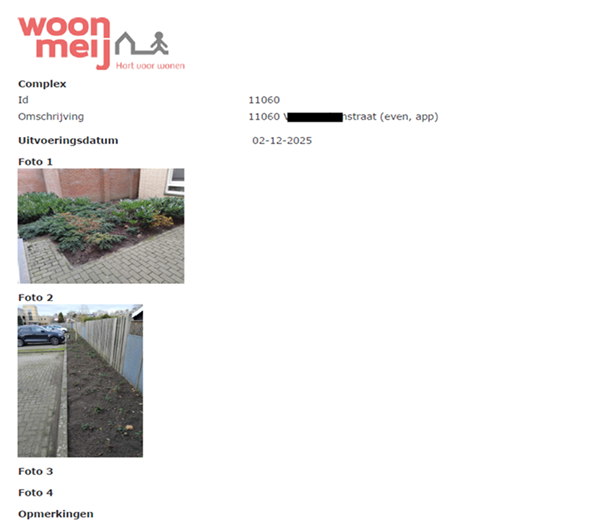 woon
meij
Hart voor wonen
Complex
Id 11060
Omschrijving 11060 V nstraat (even, app)
Uitvoeringsdatum 02-12-2025
Foto 1
Foto 2
Foto 3
Foto 4
Opmerkingen